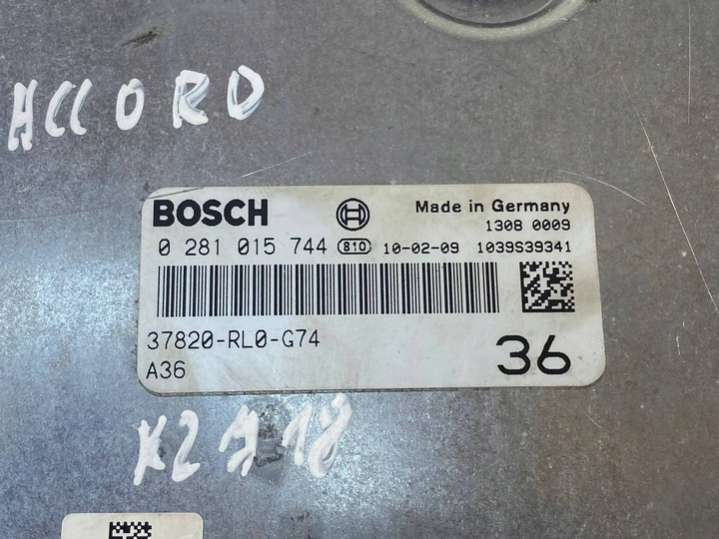 ACCORD
BOSCH Made in Germany
1308 0009
0 281 015 744 810 10-02-09 1039S39341
37820-RL0-G74
A36 36
K2A18